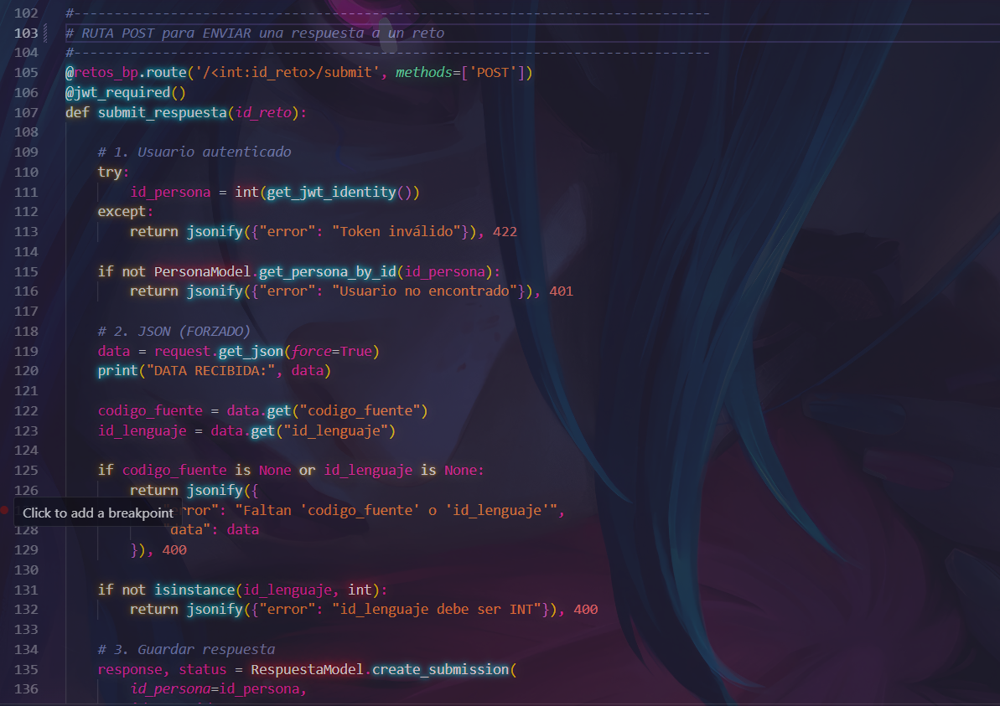 102 #-------------------------------------------------------------------------------
103 # RUTA POST para ENVIAR una respuesta a un reto
104 #-------------------------------------------------------------------------------
105 @retos_bp.route('/<int:id_reto>/submit', methods=['POST'])
106 @jwt_required()
107 def submit_respuesta(id_reto):
108
109     # 1. Usuario autenticado
110     try:
111         id_persona = int(get_jwt_identity())
112     except:
113         return jsonify({"error": "Token inválido"}), 422
114
115     if not PersonaModel.get_persona_by_id(id_persona):
116         return jsonify({"error": "Usuario no encontrado"}), 401
117
118     # 2. JSON (FORZADO)
119     data = request.get_json(force=True)
120     print("DATA RECIBIDA:", data)
121
122     codigo_fuente = data.get("codigo_fuente")
123     id_lenguaje = data.get("id_lenguaje")
124
125     if codigo_fuente is None or id_lenguaje is None:
126         return jsonify({
Click to add a breakpoint rror": "Faltan 'codigo_fuente' o 'id_lenguaje'",
128             "data": data
129         }), 400
130
131     if not isinstance(id_lenguaje, int):
132         return jsonify({"error": "id_lenguaje debe ser INT"}), 400
133
134     # 3. Guardar respuesta
135     response, status = RespuestaModel.create_submission(
136         id_persona=id_persona,